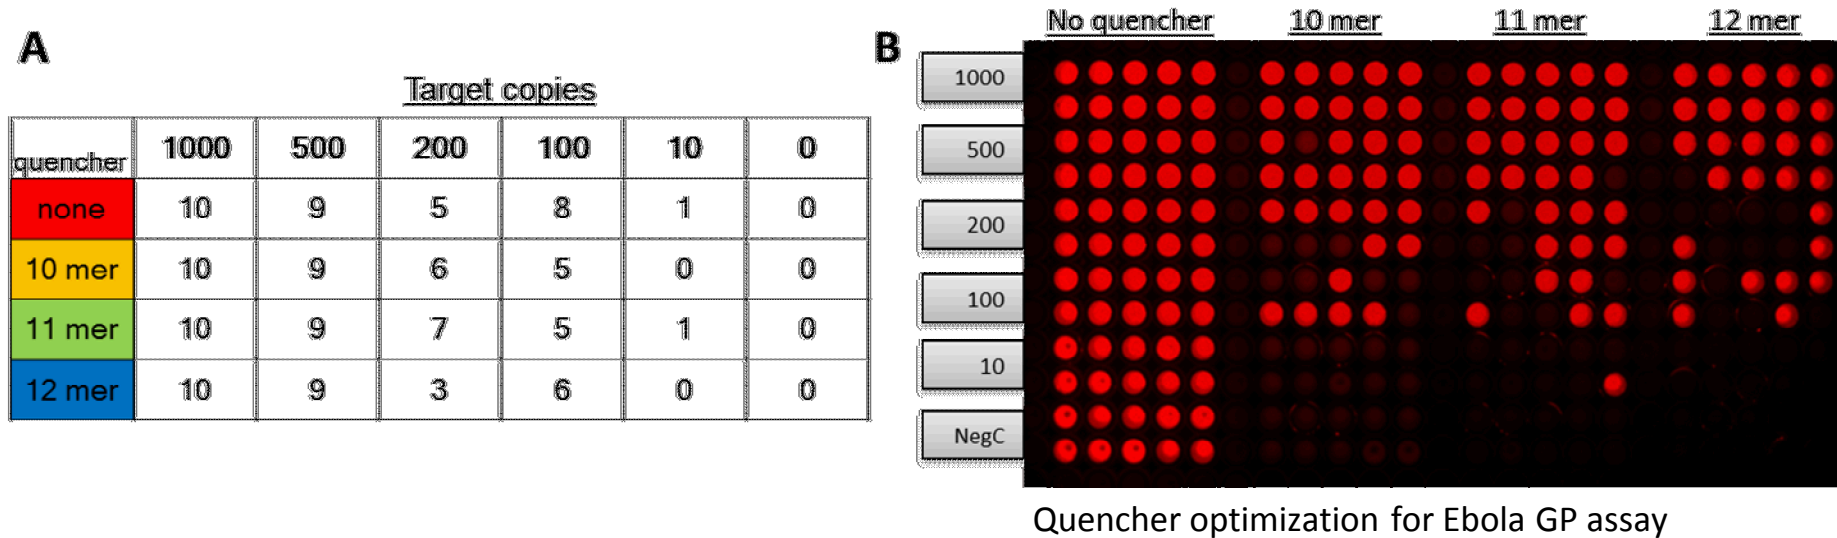 A
Target copies
quencher 1000 500 200 100 10 0
none 10 9 5 8 1 0
10 mer 10 9 6 5 0 0
11 mer 10 9 7 5 1 0
12 mer 10 9 3 6 0 0
B
No quencher 10 mer 11 mer 12 mer
1000
500
200
100
10
NegC
Quencher optimization for Ebola GP assay